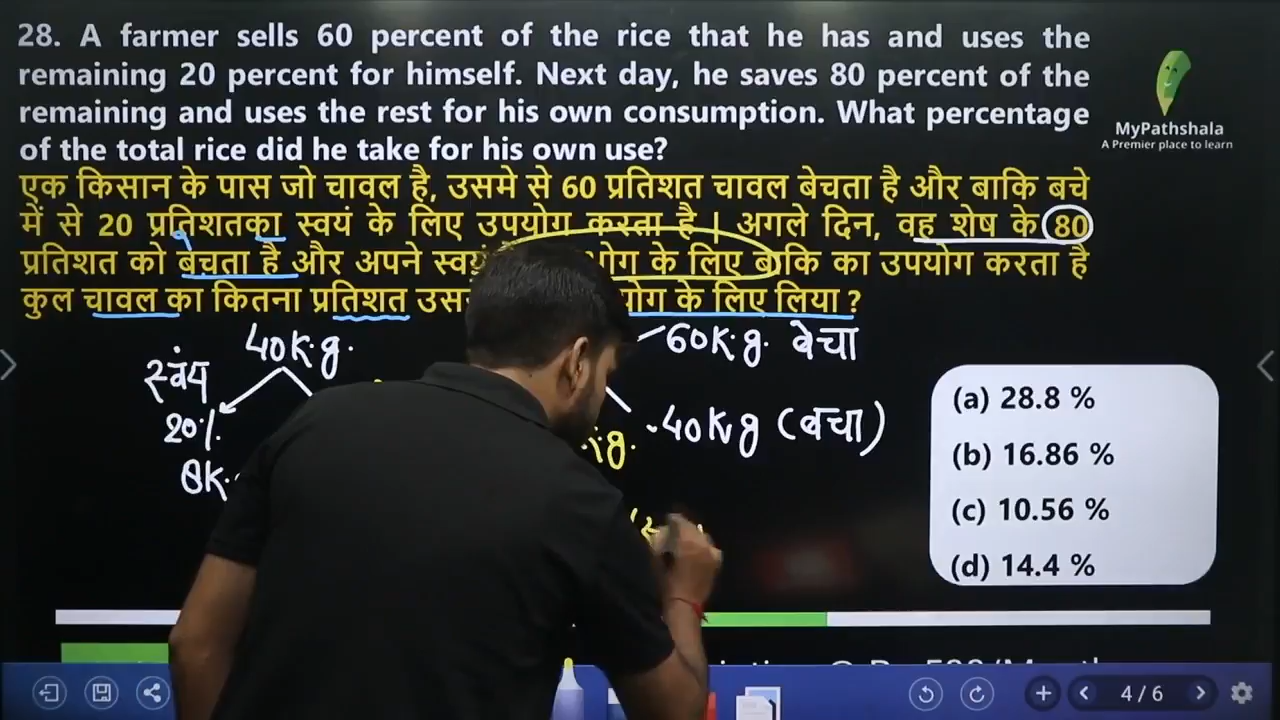 28. A farmer sells 60 percent of the rice that he has and uses the
remaining 20 percent for himself. Next day, he saves 80 percent of the
remaining and uses the rest for his own consumption. What percentage
of the total rice did he take for his own use?
एक किसान के पास जो चावल है, उसमे से 60 प्रतिशत चावल बेचता है और बाकि बचे
में से 20 प्रतिशतका स्वयं के लिए उपयोग करता है | अगले दिन, वह शेष के 80
प्रतिशत को बेचता है और अपने स्वयं के लिए बाकि का उपयोग करता है
कुल चावल का कितना प्रतिशत के लिए लिया ?
MyPathshala
A Premier place to learn
40K.g.
स्वंय
20%
8K.
60K.g. बेचा
40Kg (बचा)
kg.
(a) 28.8 %
(b) 16.86 %
(c) 10.56 %
(d) 14.4 %
4 / 6